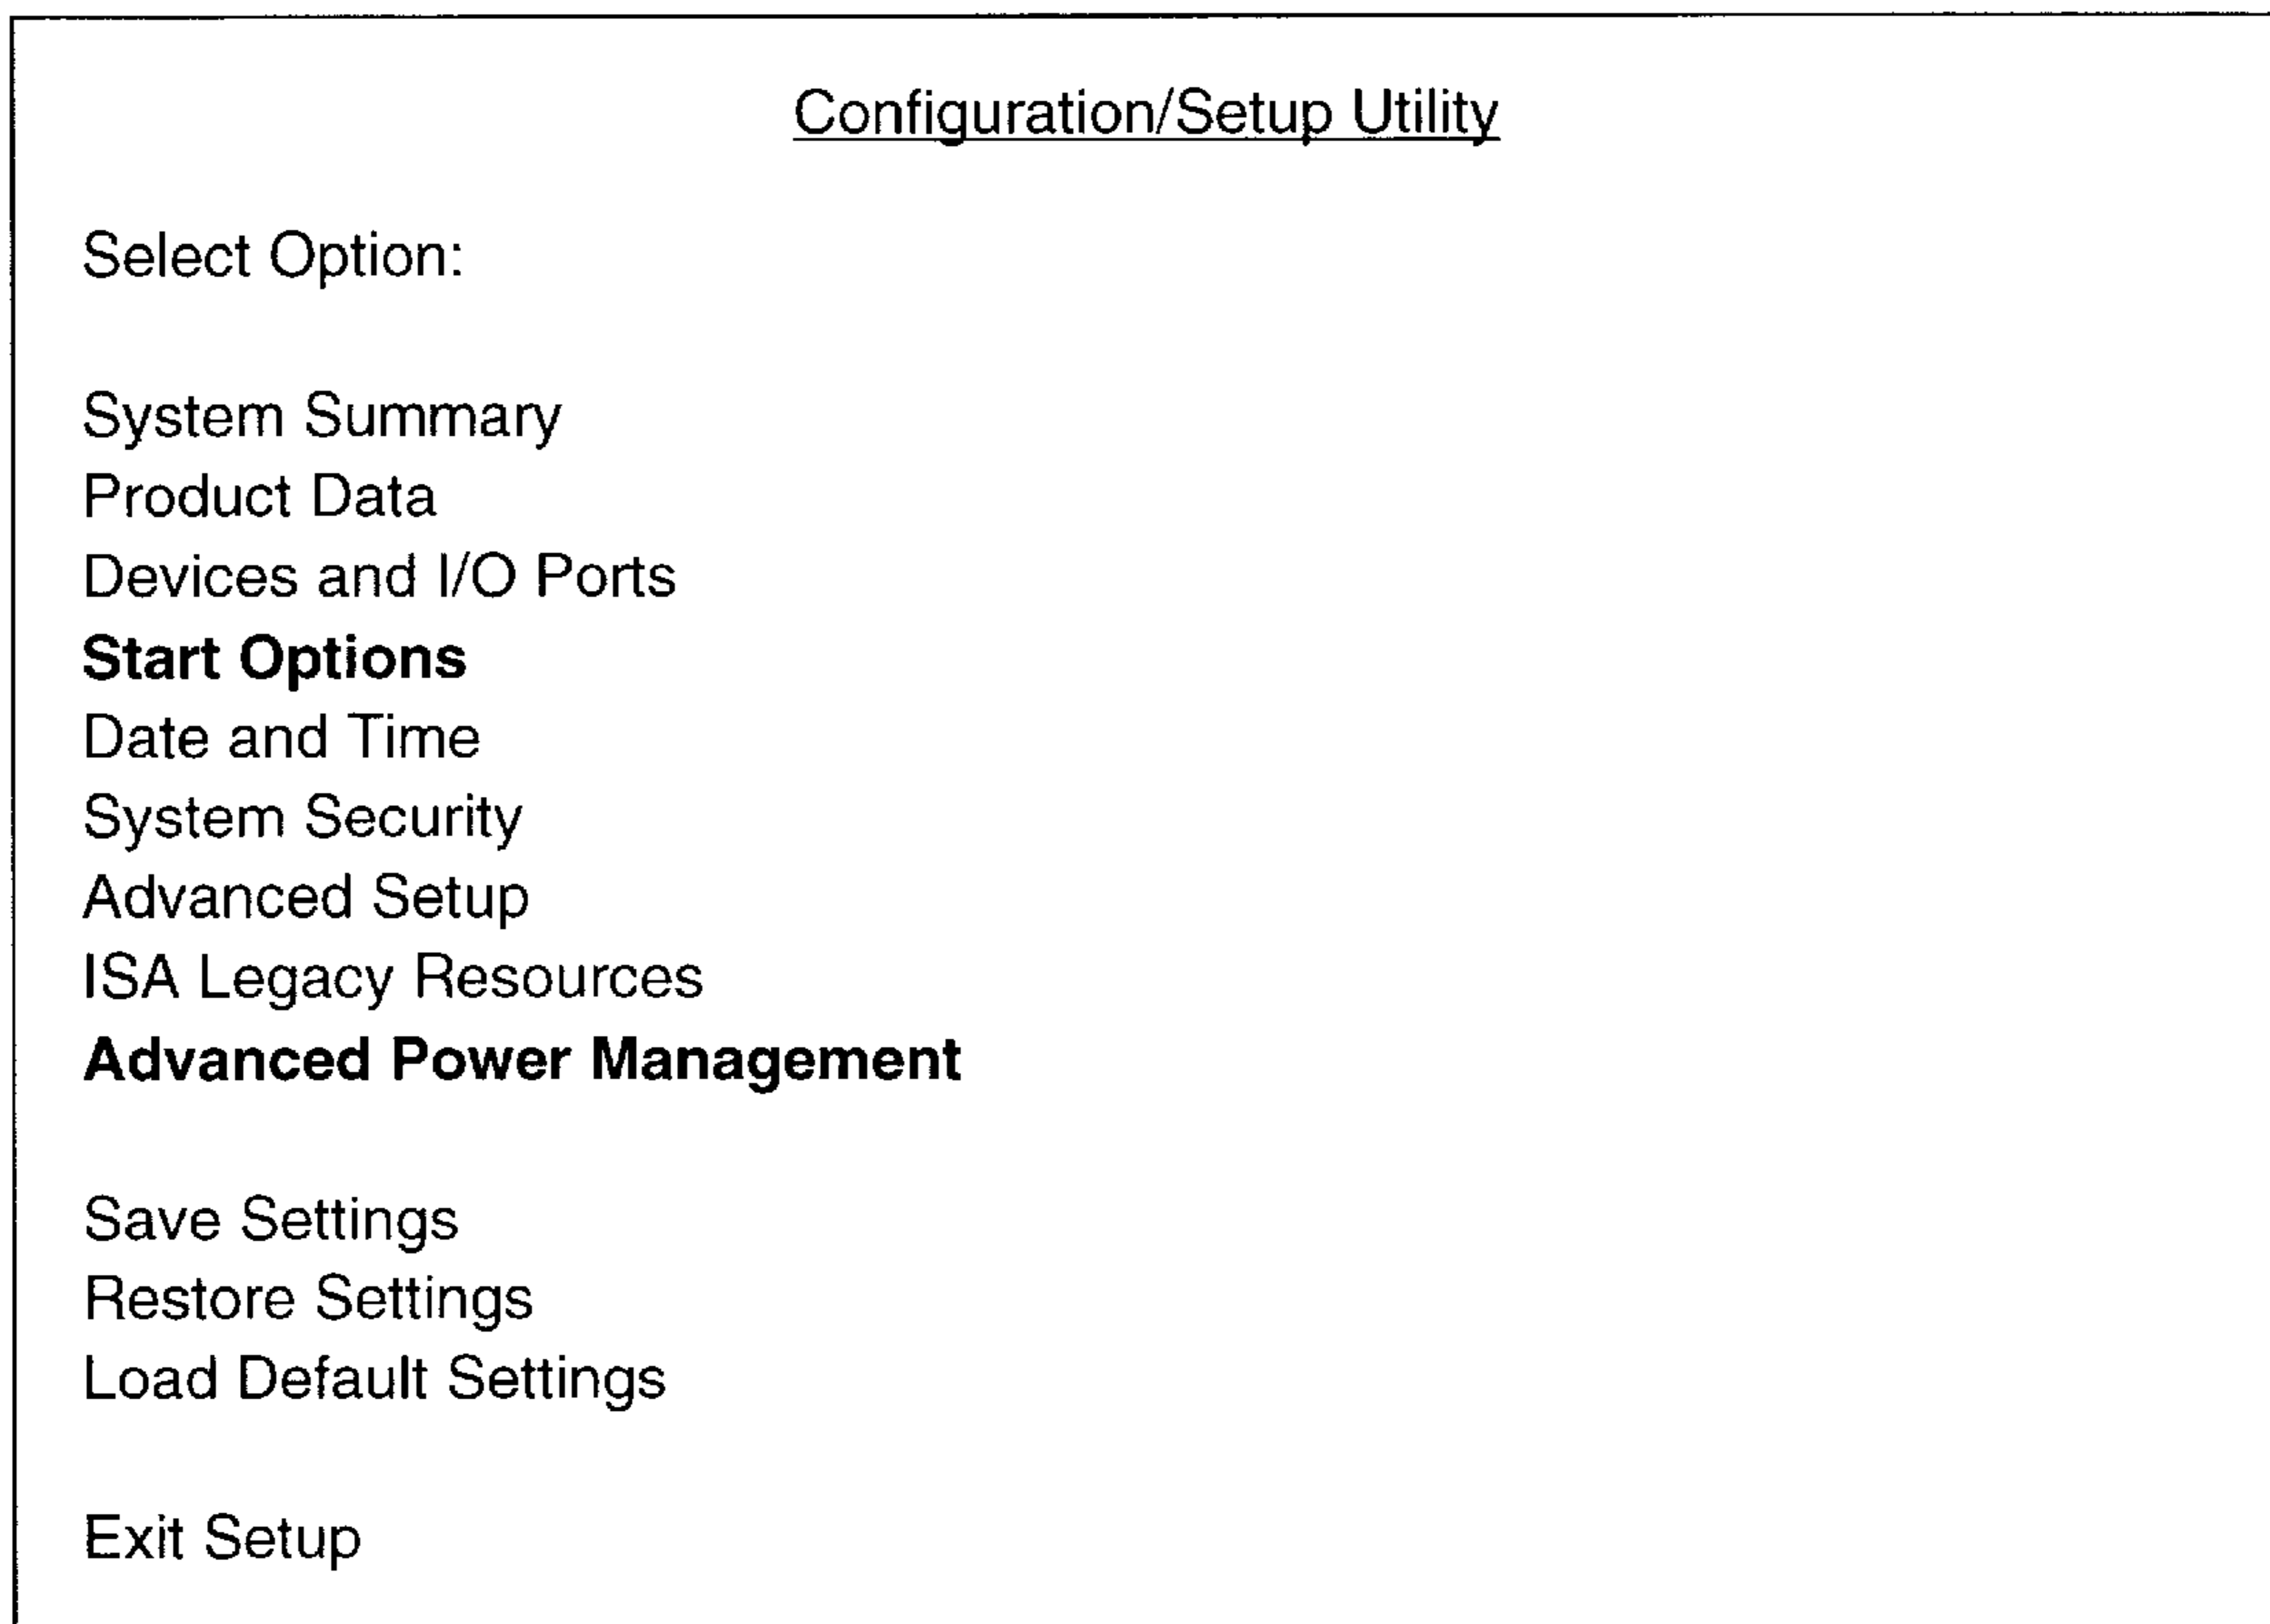 Configuration/Setup Utility
Select Option:
System Summary
Product Data
Devices and I/O Ports
Start Options
Date and Time
System Security
Advanced Setup
ISA Legacy Resources
Advanced Power Management
Save Settings
Restore Settings
Load Default Settings
Exit Setup